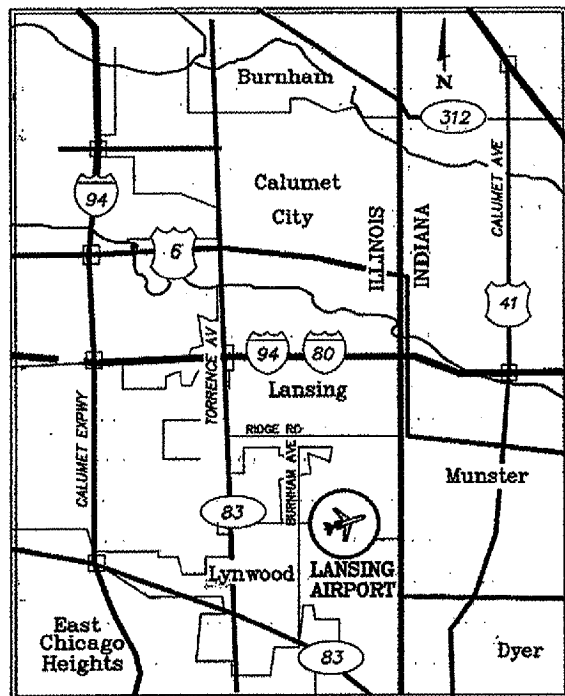 Burnham
N
312
CALUMET AVE
94
Calumet
City
ILLINOIS
INDIANA
6
41
TORRENCE AV
94
80
Lansing
CALUMET EXPWY
RIDGE RD
BURNHAM AVE
Munster
83
Lynwood
LANSING
AIRPORT
East
Chicago
Heights
83
Dyer